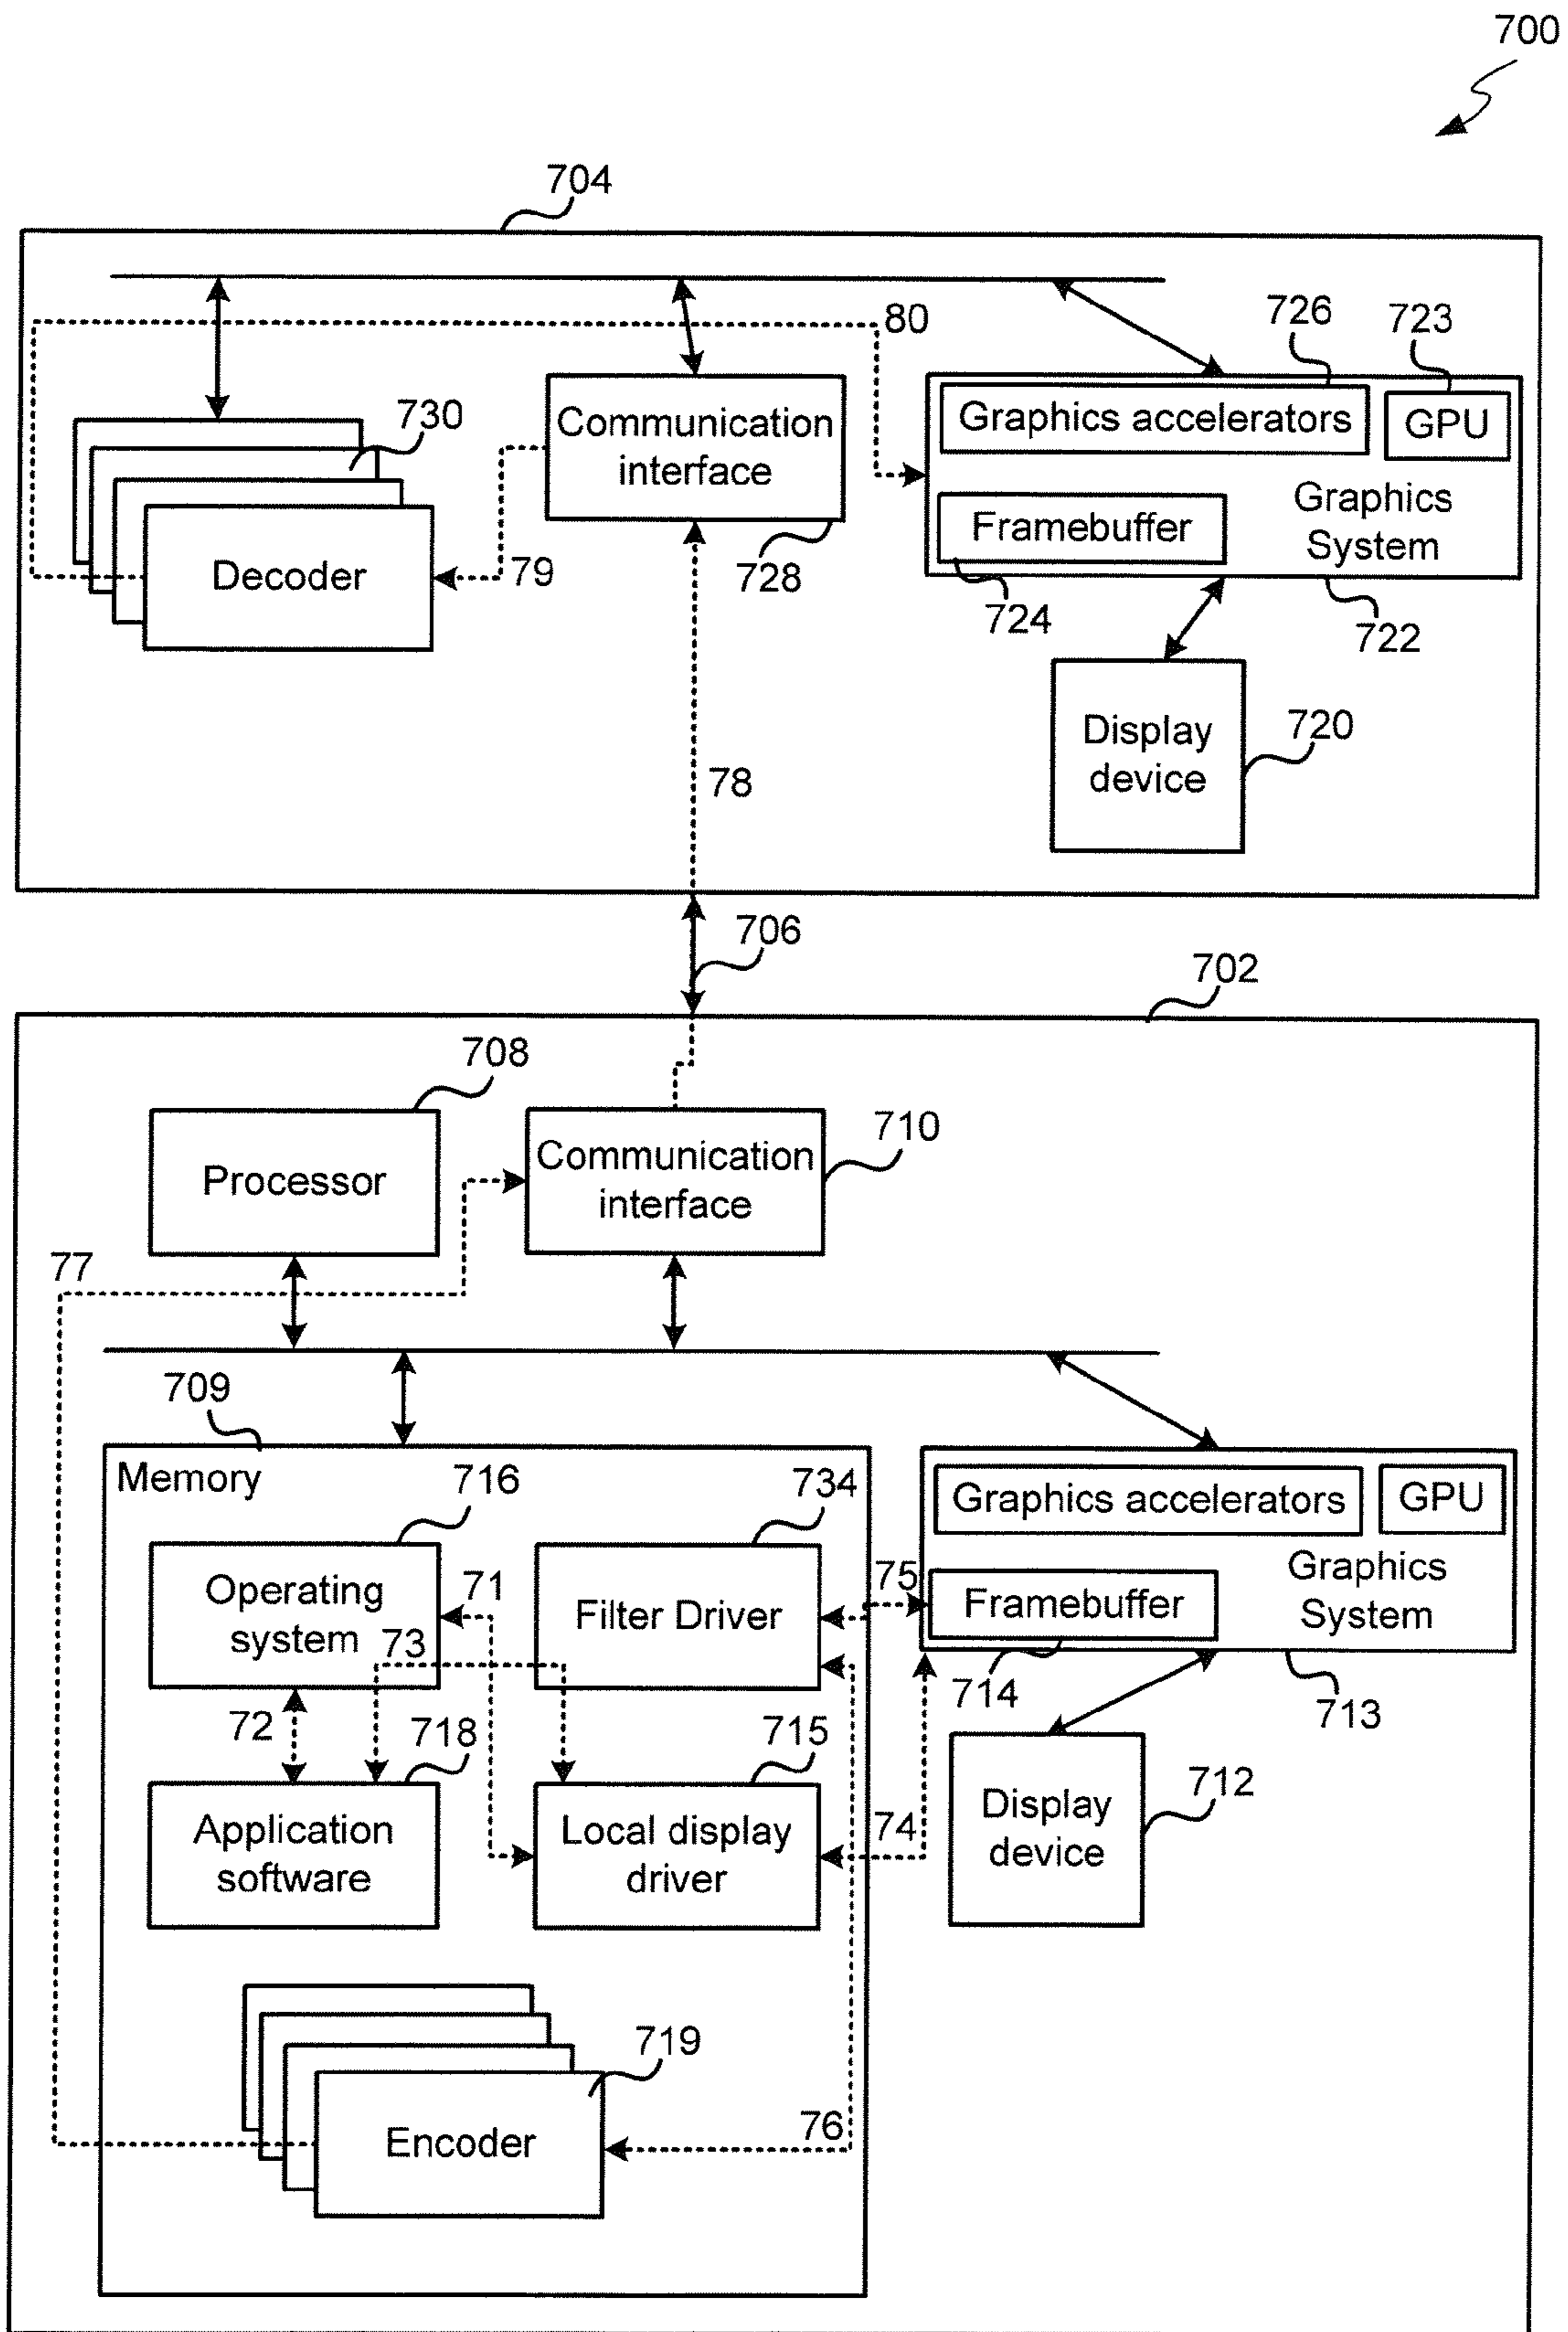 700
704
80
726
723
730
Communication
interface
Graphics accelerators
GPU
Framebuffer
Graphics
System
Decoder
79
728
724
722
Display
device
720
78
706
702
708
710
Processor
Communication
interface
77
709
Memory
716
734
Graphics accelerators
GPU
Operating
system
71
Filter Driver
75
Framebuffer
Graphics
System
73
72
718
715
714
713
Application
software
Local display
driver
74
Display
device
712
719
Encoder
76